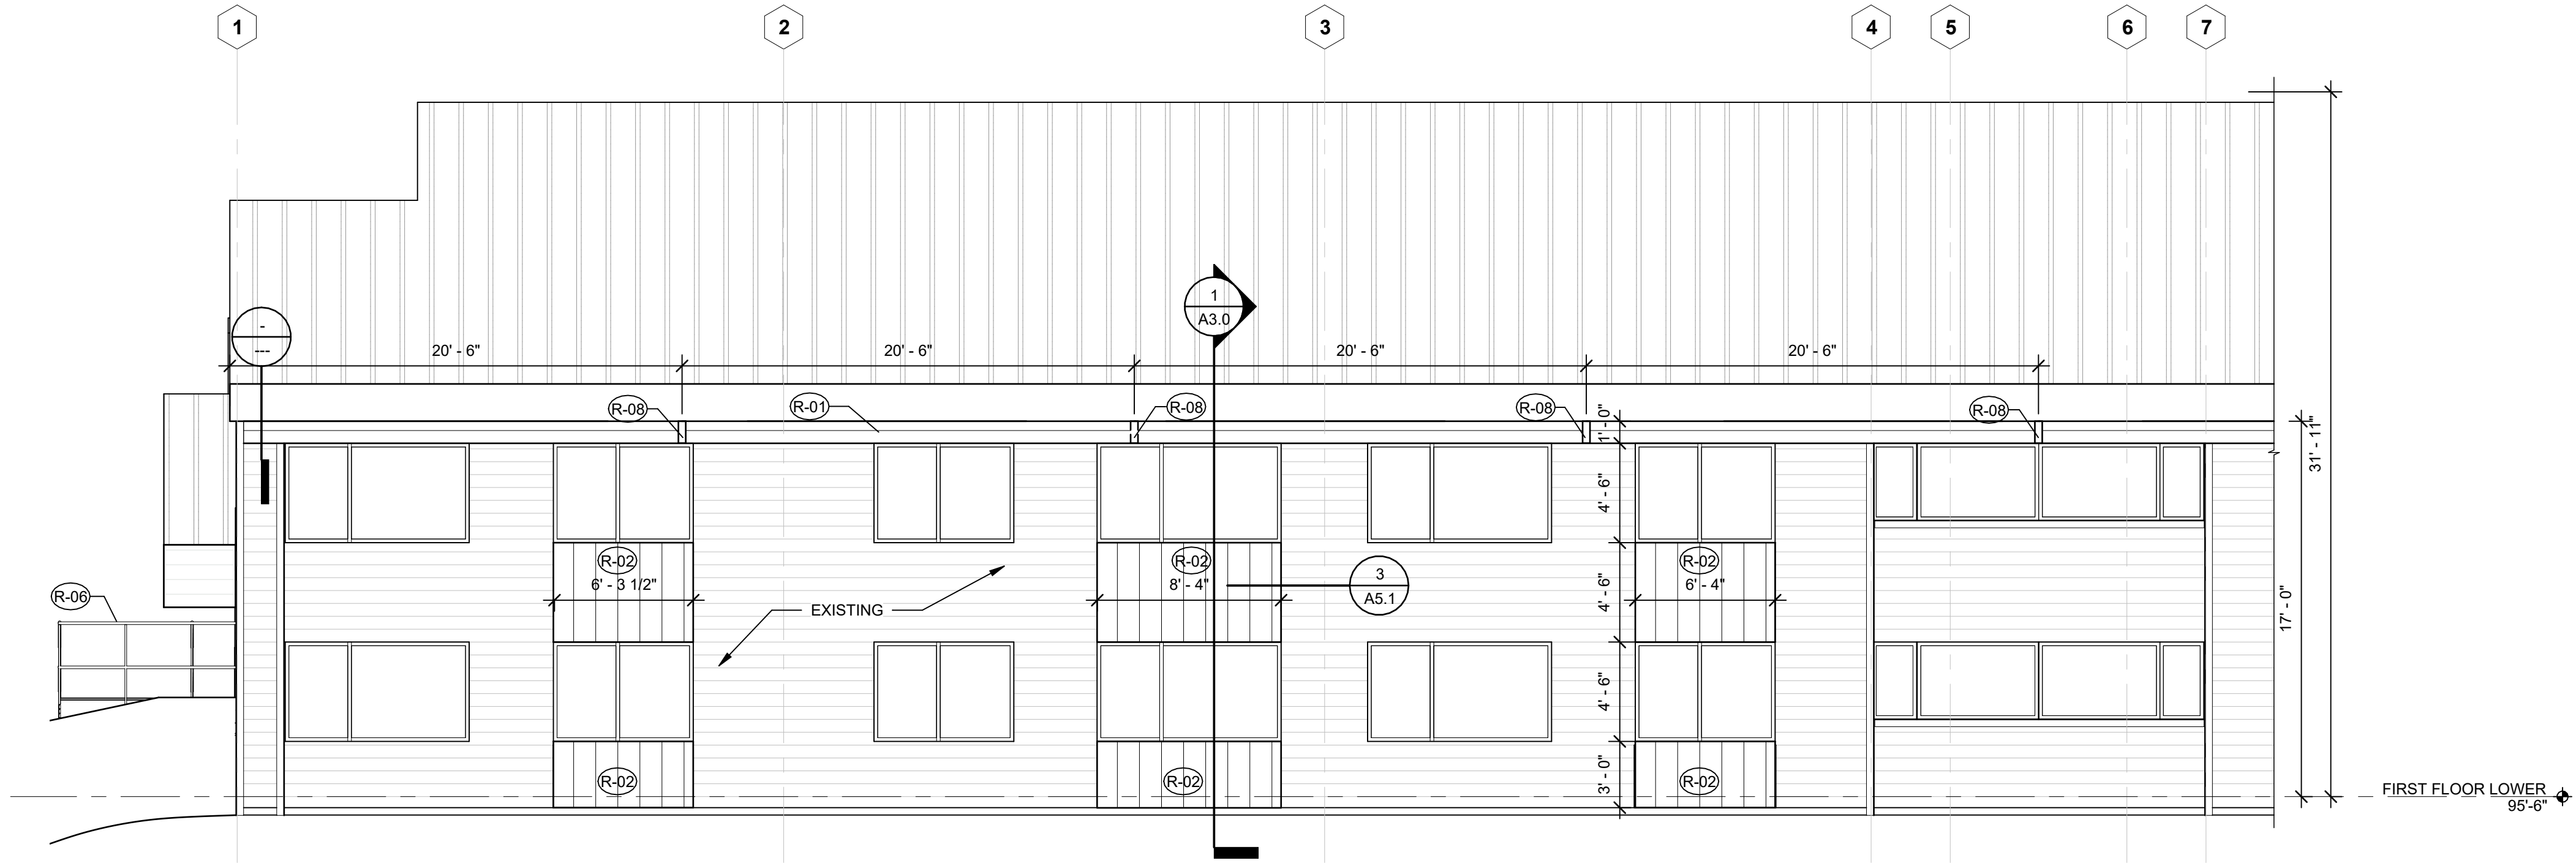 1 2 3 4 5 6 7
1
A3.0
-
---
20' - 6" 20' - 6" 20' - 6" 20' - 6"
R-08 R-01 R-08 R-08 R-08
1' - 0"
31' - 11"
4' - 6"
R-02 R-02 R-02
6' - 3 1/2" 8' - 4" 6' - 4"
3
A5.1
4' - 6"
R-06
EXISTING
17' - 0"
4' - 6"
3' - 0"
R-02 R-02 R-02
FIRST FLOOR LOWER
95'-6"